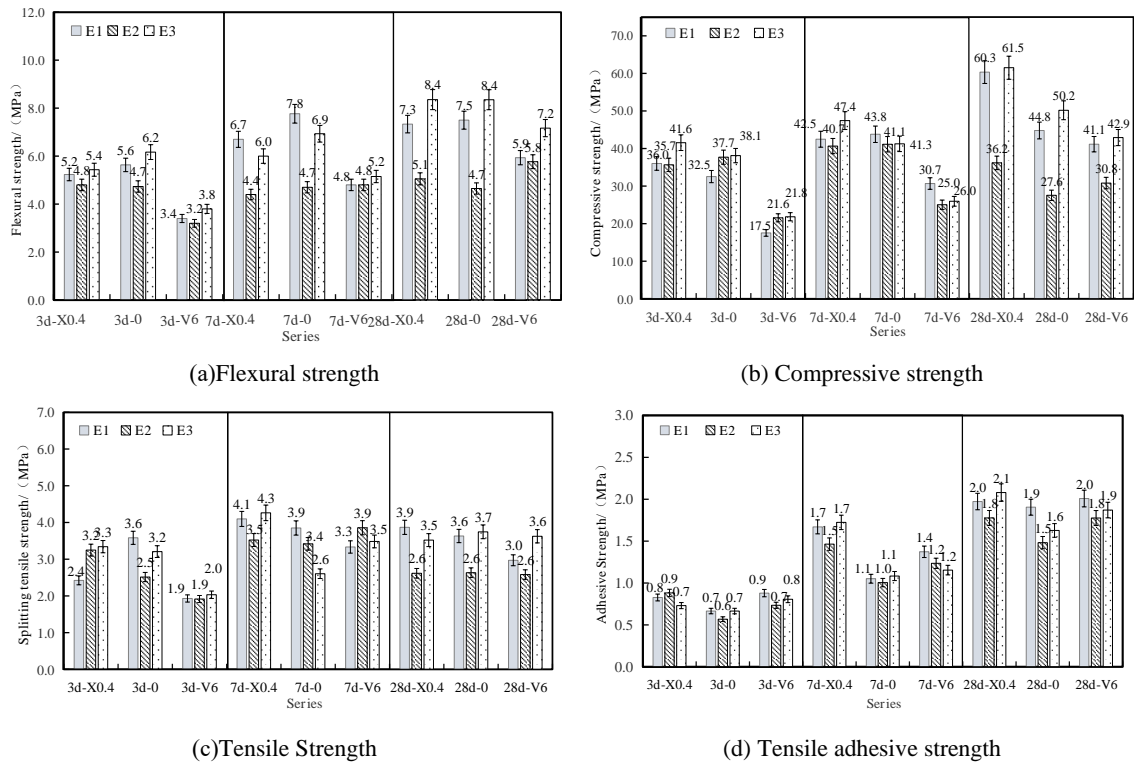 12.0
10.0
8.0
6.0
4.0
2.0
0.0
Flexural strength/（MPa）
E1 E2 E3
5.2 4.8 5.4 5.6 4.7 6.2 3.4 3.2 3.8 6.7 4.4 6.0 7.8 4.7 6.9 4.8 4.8 5.2 7.3 5.1 8.4 7.5 4.7 8.4 5.9 5.8 7.2
3d-X0.4 3d-0 3d-V6 7d-X0.4 7d-0 7d-V6 28d-X0.4 28d-0 28d-V6
Series
(a)Flexural strength
70.0
60.0
50.0
40.0
30.0
20.0
10.0
0.0
Compressive strength/（MPa）
E1 E2 E3
36.0 35.7 41.6 32.5 37.7 38.1 17.5 21.6 21.8 42.5 40.7 47.4 43.8 41.1 41.3 30.7 25.0 26.0 60.3 36.2 61.5 44.8 27.6 50.2 41.1 30.8 42.9
3d-X0.4 3d-0 3d-V6 7d-X0.4 7d-0 7d-V6 28d-X0.4 28d-0 28d-V6
Series
(b) Compressive strength
7.0
6.0
5.0
4.0
3.0
2.0
1.0
0.0
Splitting tensile strength/（MPa）
E1 E2 E3
2.4 3.2 3.3 3.6 2.5 3.2 1.9 1.9 2.0 4.1 3.5 4.3 3.9 3.4 2.6 3.3 3.9 3.5 3.9 2.6 3.5 3.6 2.6 3.7 3.0 2.6 3.6
3d-X0.4 3d-0 3d-V6 7d-X0.4 7d-0 7d-V6 28d-X0.4 28d-0 28d-V6
Series
(c)Tensile Strength
3.0
2.5
2.0
1.5
1.0
0.5
0.0
Adhesive Strength/（MPa）
E1 E2 E3
0.8 0.9 0.7 0.7 0.6 0.7 0.9 0.7 0.8 1.7 1.7 1.1 1.0 1.1 1.4 1.2 1.2 2.0 1.8 2.1 1.9 1.5 1.6 2.0 1.8 1.9
3d-X0.4 3d-0 3d-V6 7d-X0.4 7d-0 7d-V6 28d-X0.4 28d-0 28d-V6
Series
(d) Tensile adhesive strength